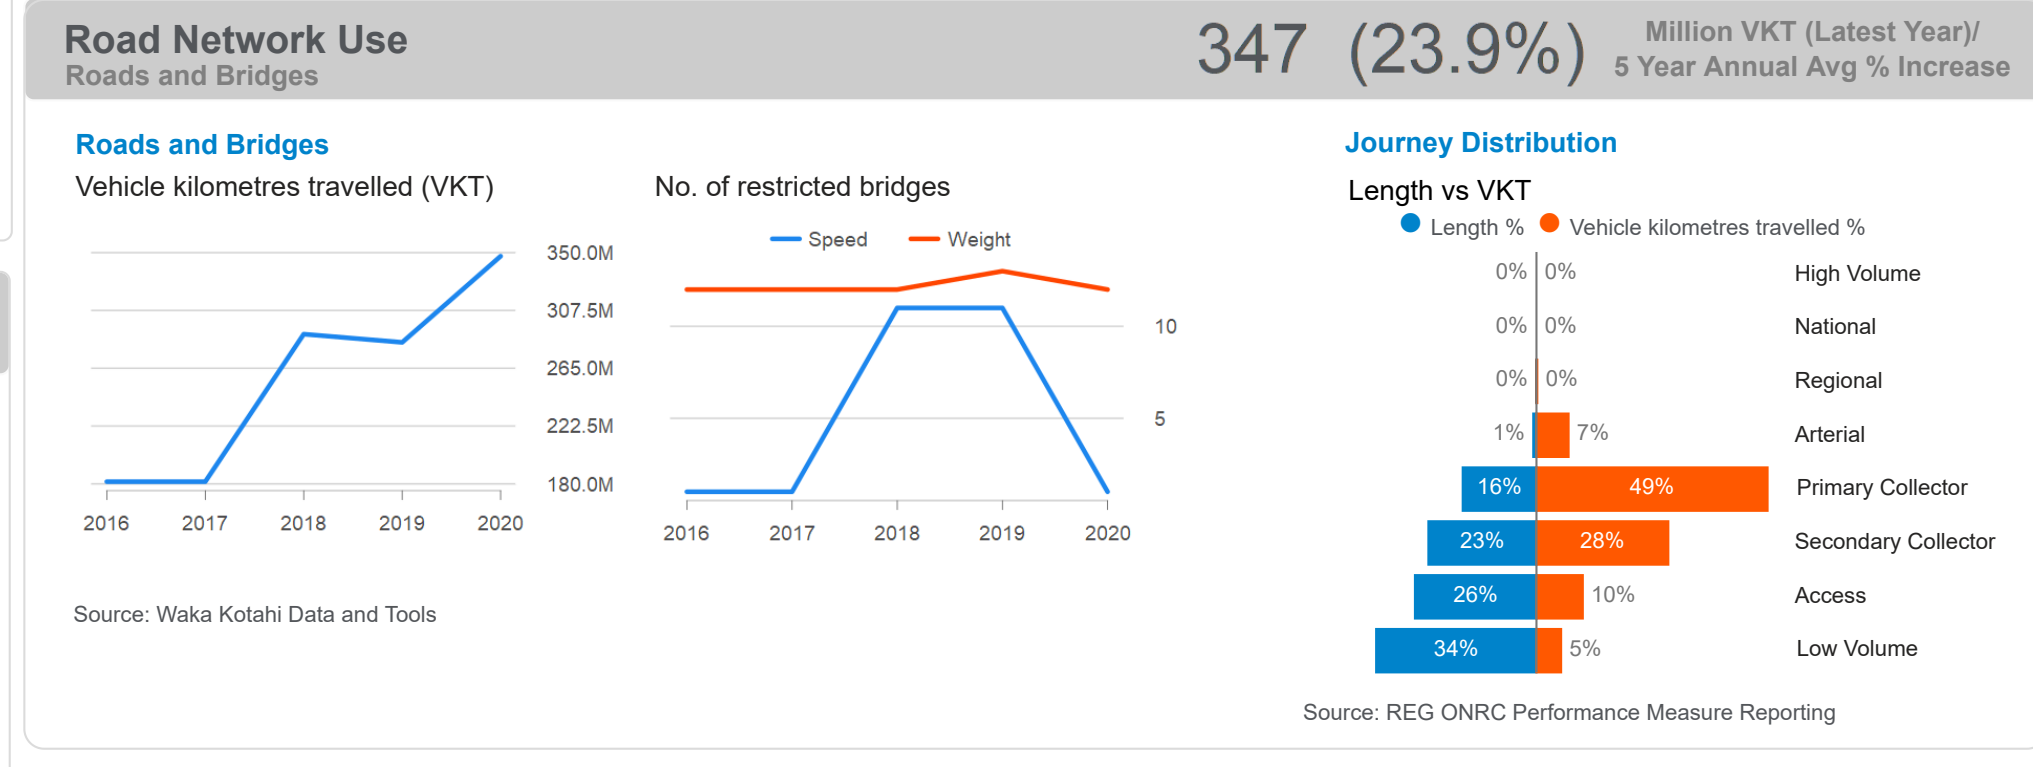 Road Network Use
Roads and Bridges
347 (23.9%)
Million VKT (Latest Year)/
5 Year Annual Avg % Increase
Roads and Bridges
Vehicle kilometres travelled (VKT)
350.0M
307.5M
265.0M
222.5M
180.0M
2016 2017 2018 2019 2020
Source: Waka Kotahi Data and Tools
No. of restricted bridges
Speed Weight
10
5
2016 2017 2018 2019 2020
Journey Distribution
Length vs VKT
Length % Vehicle kilometres travelled %
0% 0% High Volume
0% 0% National
0% 0% Regional
1% 7% Arterial
16% 49% Primary Collector
23% 28% Secondary Collector
26% 10% Access
34% 5% Low Volume
Source: REG ONRC Performance Measure Reporting